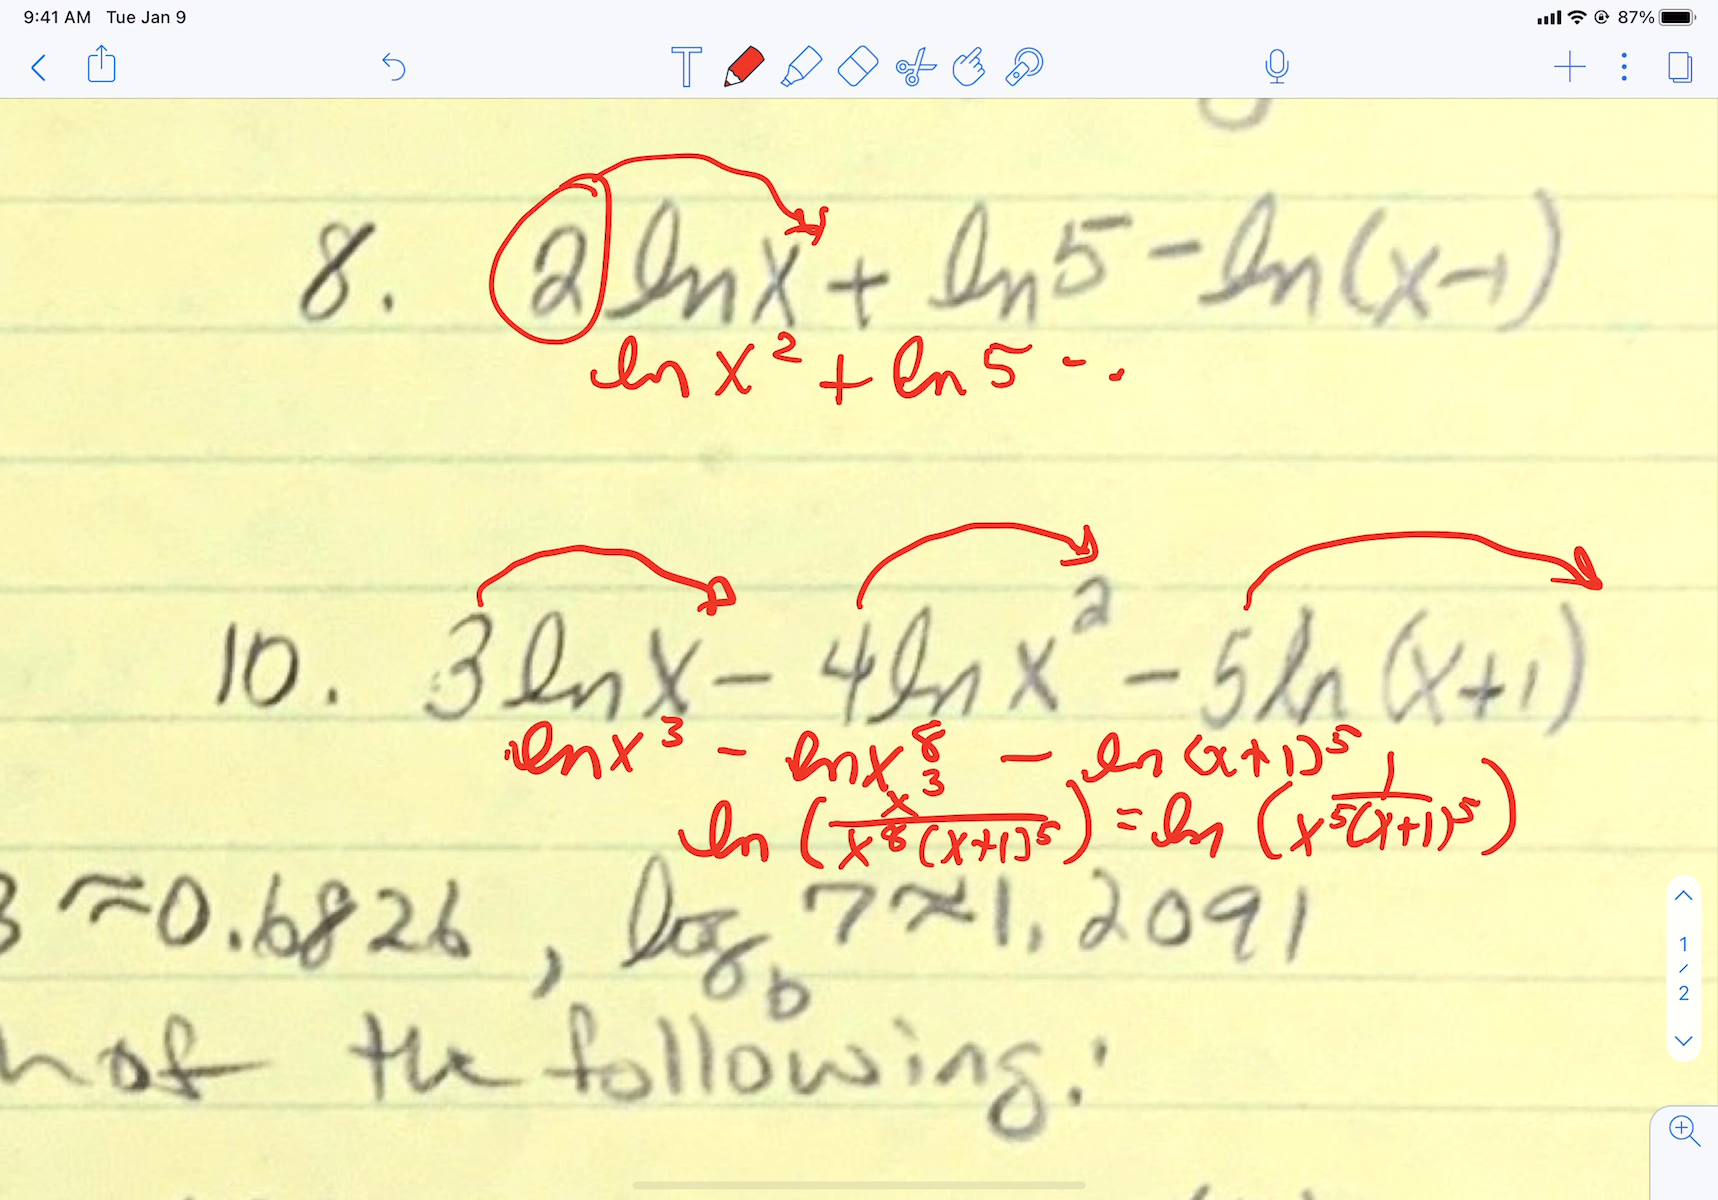 9:41 AM Tue Jan 9
87%
8. 2 ln x + ln 5 - ln (x-1)
ln x² + ln 5 - .
10. 3 ln x - 4 ln x² - 5 ln (x+1)
ln x³ - ln x⁸ - ln (x+1)⁵
ln (x³/x⁸(x+1)⁵) = ln (1/x⁵(x+1)⁵)
3 ≈ 0.6826, log_b 7 ≈ 1.2091
of the following:
1
/
2